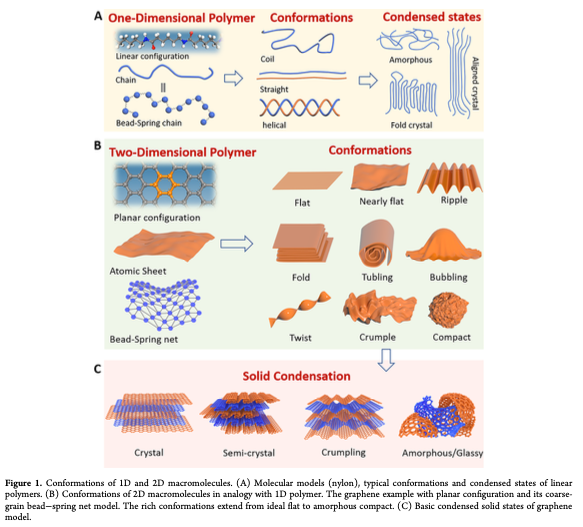 A One-Dimensional Polymer Conformations Condensed states
Linear configuration
Chain
Bead-Spring chain
Coil
Straight
helical
Amorphous
Fold crystal
Aligned crystal
B Two-Dimensional Polymer Conformations
Planar configuration
Atomic Sheet
Bead-Spring net
Flat Nearly flat Ripple
Fold Tubling Bubbling
Twist Crumple Compact
C Solid Condensation
Crystal Semi-crystal Crumpling Amorphous/Glassy
Figure 1. Conformations of 1D and 2D macromolecules. (A) Molecular models (nylon), typical conformations and condensed states of linear
polymers. (B) Conformations of 2D macromolecules in analogy with 1D polymer. The graphene example with planar configuration and its coarse-
grain bead−spring net model. The rich conformations extend from ideal flat to amorphous compact. (C) Basic condensed solid states of graphene
model.